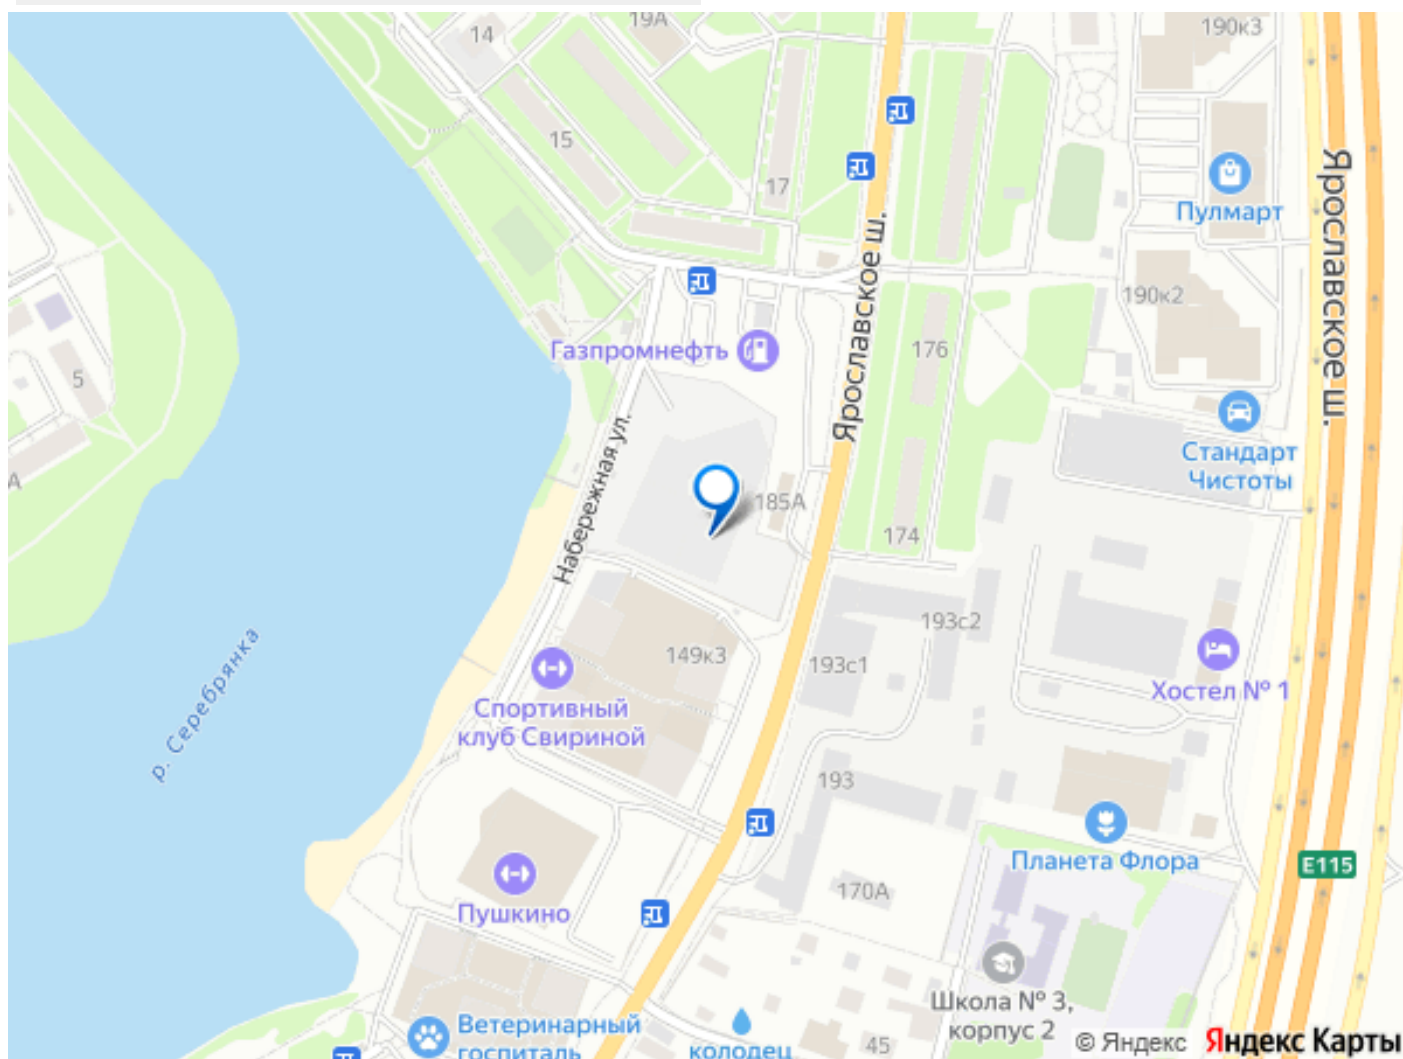 19А
14
190к3
15
17
Пулмарт
Ярославское ш.
Ярославское ш.
190к2
176
Газпромнефть
5
А
Набережная ул.
Стандарт
Чистоты
185А
174
193с2
149к3
193с1
Хостел № 1
р. Серебрянка
Спортивный
клуб Свириной
193
Планета Флора
Е115
170А
Пушкино
Школа № 3,
корпус 2
Ветеринарный
госпиталь
колодец
45
© Яндекс
Яндекс Карты